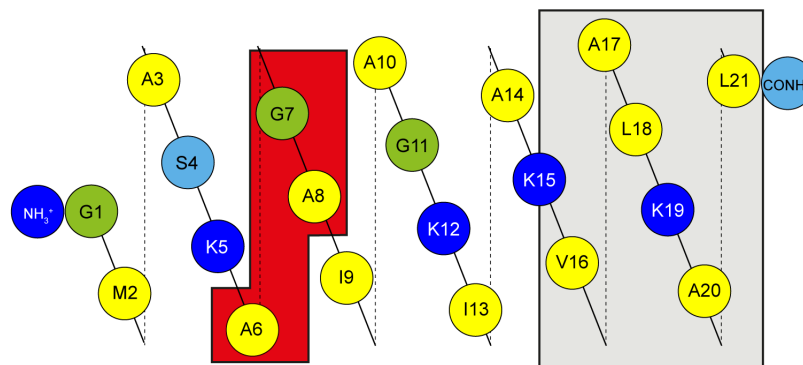 NH₃⁺
G1
M2
A3
S4
K5
A6
G7
A8
I9
A10
G11
K12
I13
A14
K15
V16
A17
L18
K19
A20
L21
CONH